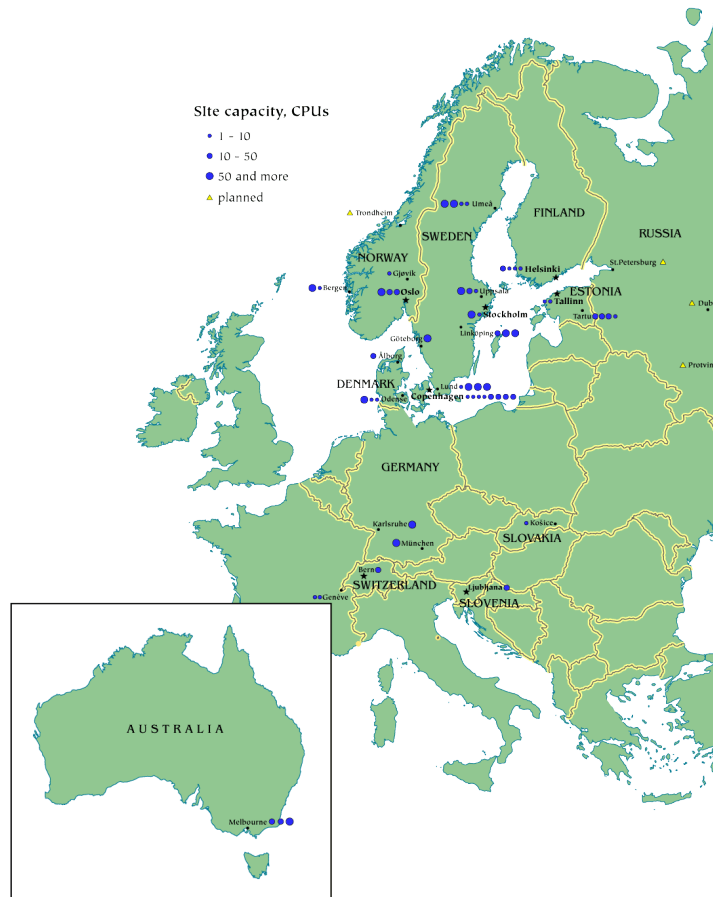 Site capacity, CPUs
1 - 10
10 - 50
50 and more
planned
Trondheim
Umeå
FINLAND
SWEDEN
RUSSIA
NORWAY
Gjøvik
Helsinki
St.Petersburg
Bergen
Oslo
Uppsala
ESTONIA
Tallinn
Stockholm
Tartu
Göteborg
Linköping
Ålborg
Protvin
DENMARK
Lund
Odense
Copenhagen
Dub
GERMANY
Karlsruhe
Košice
München
SLOVAKIA
Bern
SWITZERLAND
Ljubljana
Genève
SLOVENIA
AUSTRALIA
Melbourne